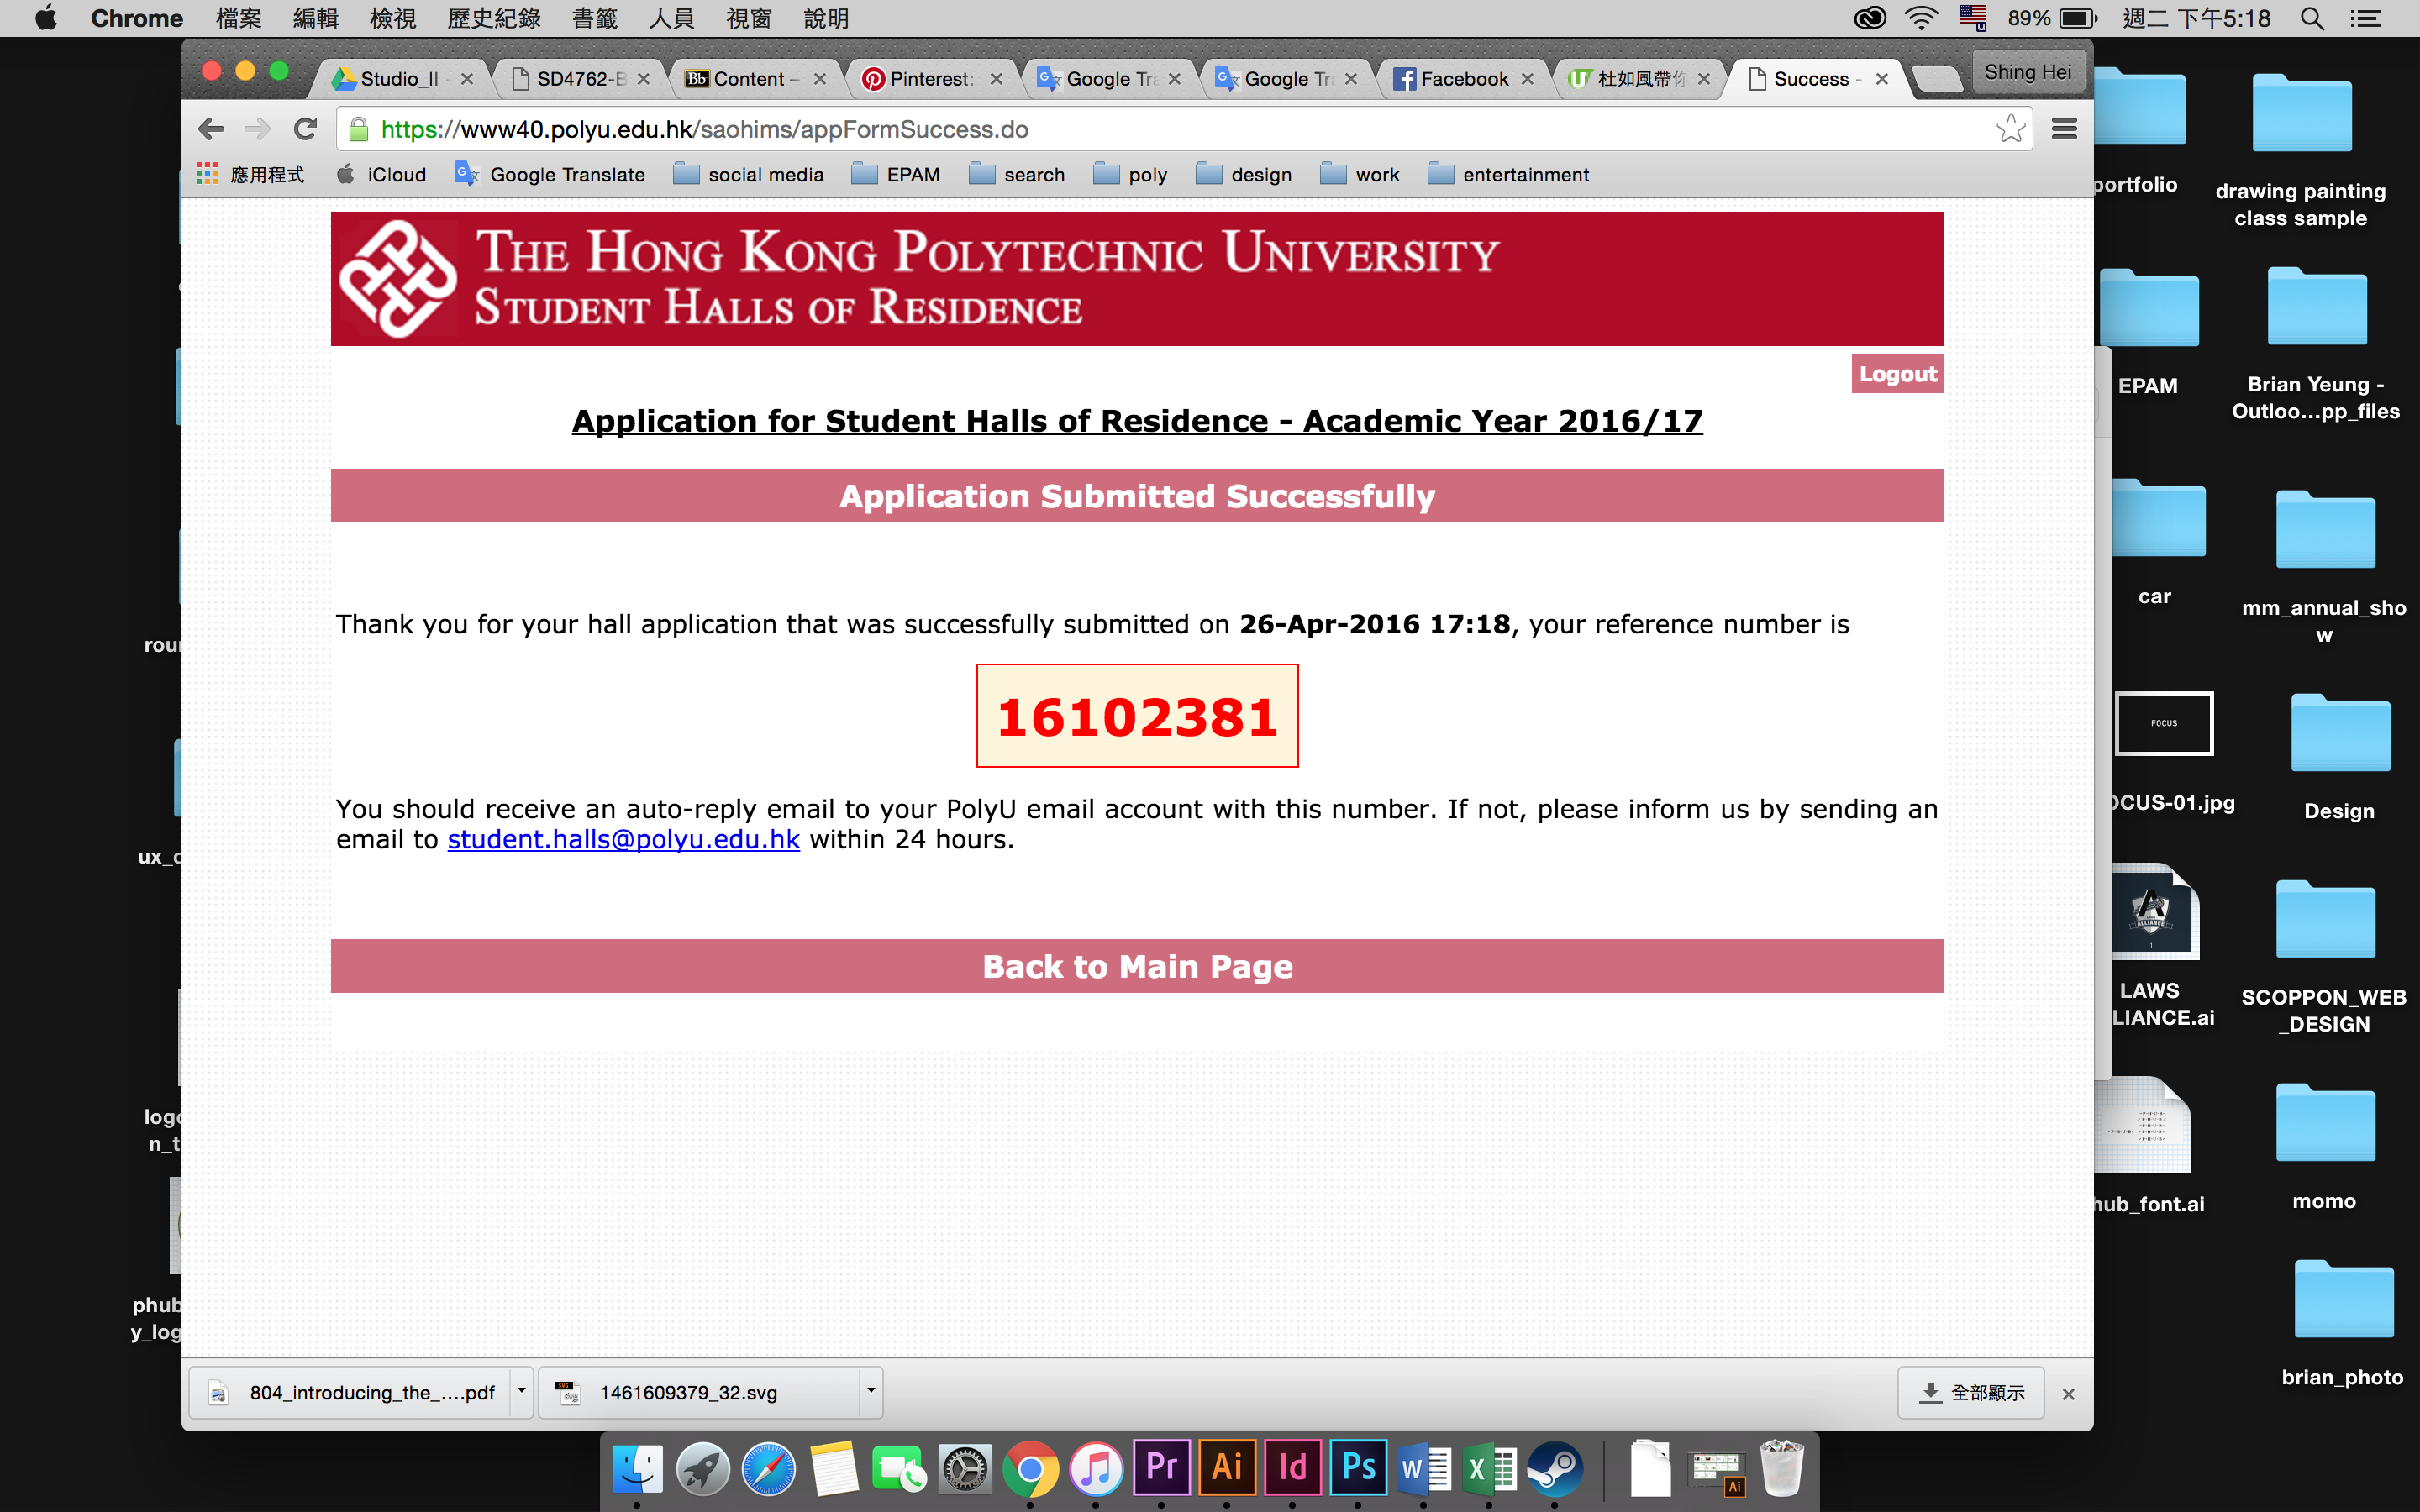 Chrome 檔案 編輯 檢視 歷史紀錄 書籤 人員 視窗 說明 89% 週二 下午5:18
Studio_II - SD4762-E Content – Pinterest: Google Tra Google Tra Facebook 杜如風帶你 Success - Shing Hei
https://www40.polyu.edu.hk/saohims/appFormSuccess.do
應用程式 iCloud Google Translate social media EPAM search poly design work entertainment
THE HONG KONG POLYTECHNIC UNIVERSITY
STUDENT HALLS OF RESIDENCE
Logout
Application for Student Halls of Residence - Academic Year 2016/17
Application Submitted Successfully
Thank you for your hall application that was successfully submitted on 26-Apr-2016 17:18, your reference number is
16102381
You should receive an auto-reply email to your PolyU email account with this number. If not, please inform us by sending an
email to student.halls@polyu.edu.hk within 24 hours.
Back to Main Page
804_introducing_the_....pdf 1461609379_32.svg 全部顯示
portfolio
drawing painting
class sample
EPAM
Brian Yeung -
Outloo...pp_files
car
mm_annual_sho
w
FOCUS
OCUS-01.jpg
Design
ALLIANCE
LAWS
LIANCE.ai
SCOPPON_WEB
_DESIGN
hub_font.ai
momo
brian_photo
rou
ux_c
logo
n_t
phub
y_log
Pr Ai Id Ps W X Ai